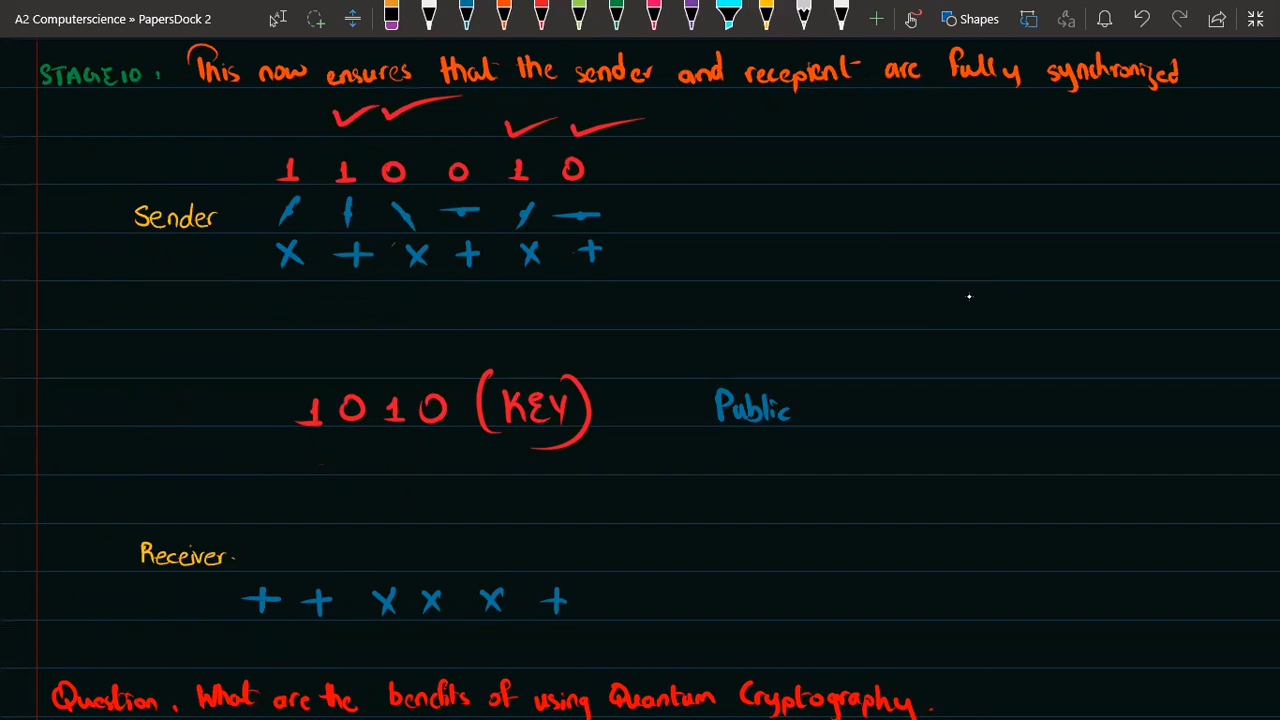 A2 Computerscience » PapersDock 2
Shapes
STAGE 10 : This now ensures that the sender and recepient are fully synchronized
1 1 0 0 1 0
Sender
× + × + × +
1 0 1 0 (KEY) Public
Receiver.
+ + × × × +
Question. What are the benefits of using Quantum Cryptography.